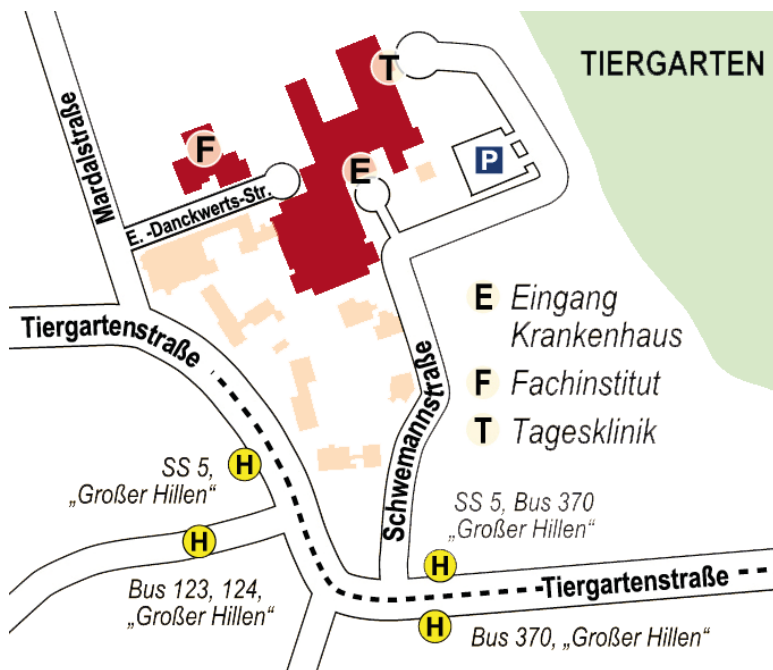 TIERGARTEN
T
Mardalstraße
F
P
E
E. -Danckwerts-Str.
E Eingang
Krankenhaus
Tiergartenstraße
Schwemannstraße
F Fachinstitut
T Tagesklinik
H
SS 5,
„Großer Hillen“
SS 5, Bus 370
„Großer Hillen“
H
H
Bus 123, 124,
„Großer Hillen“
Tiergartenstraße
H
Bus 370, „Großer Hillen“